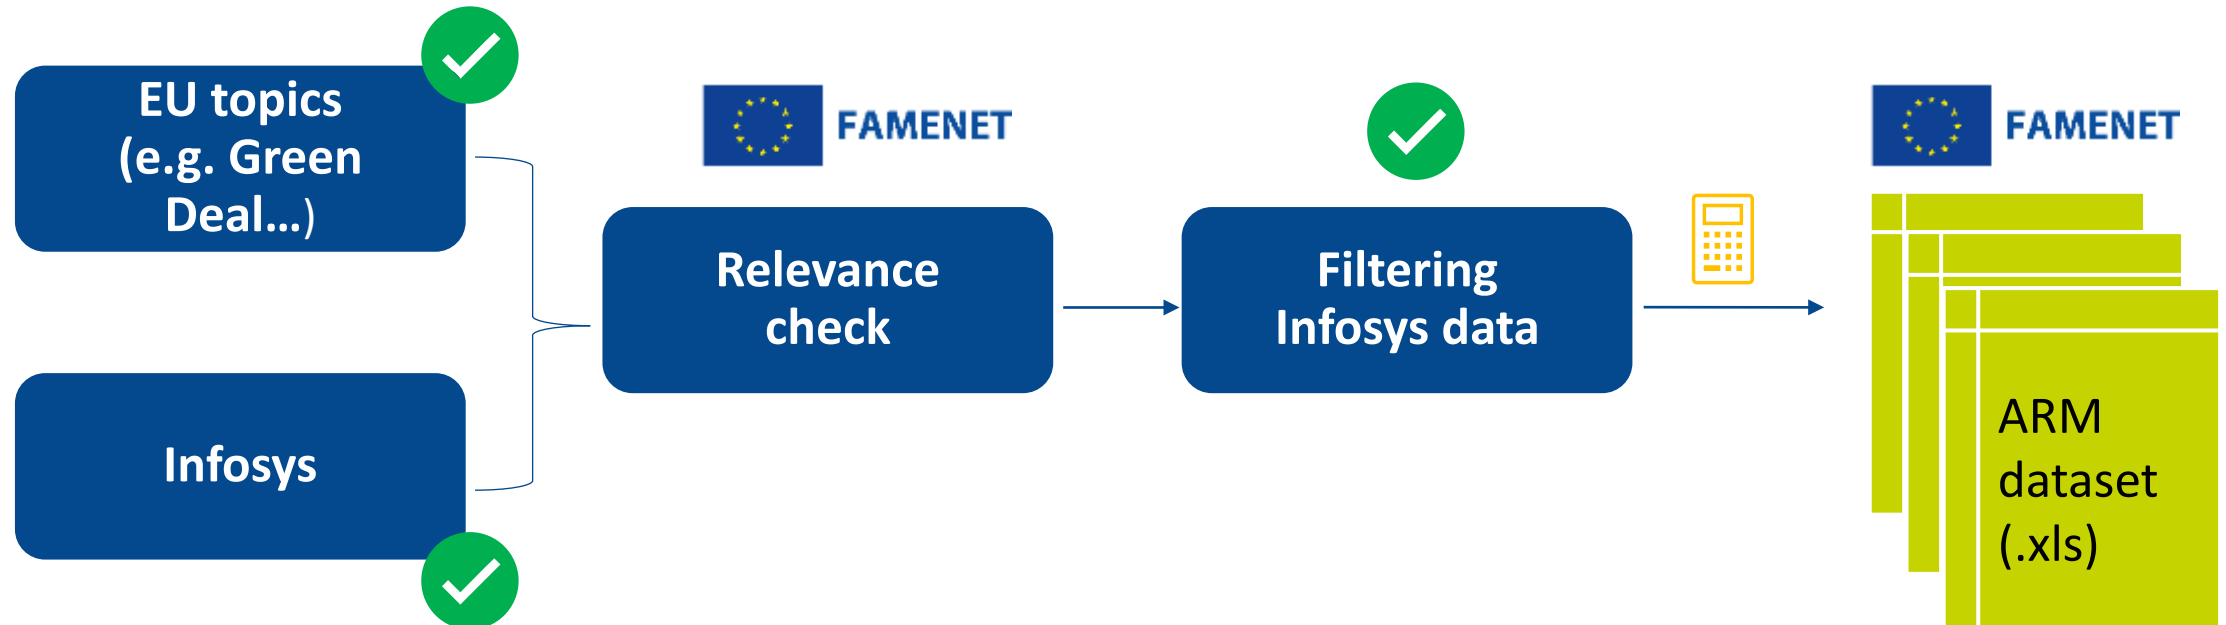 EU topics
(e.g. Green
Deal...)
Infosys
FAMENET
Relevance
check
Filtering
Infosys data
FAMENET
ARM
dataset
(.xls)